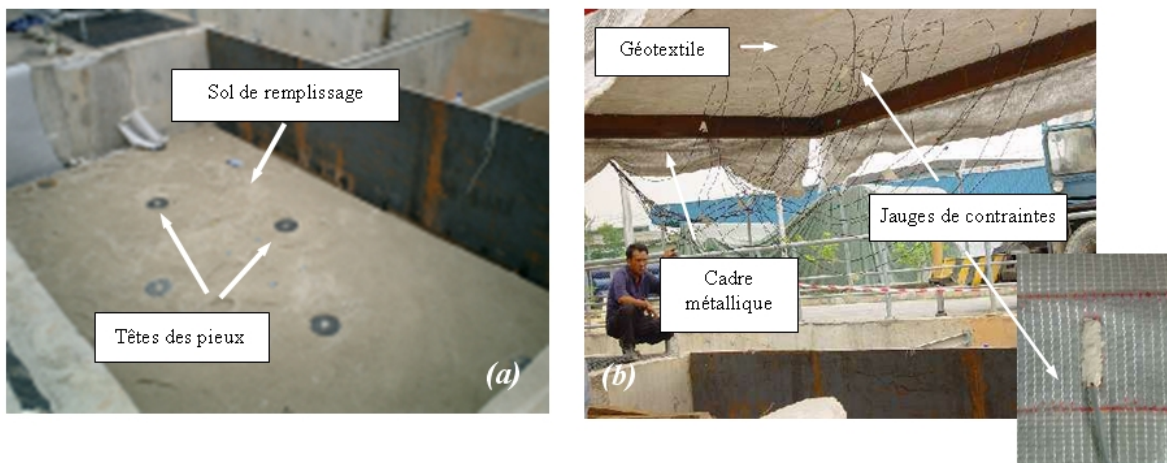 Sol de remplissage
Têtes des pieux
(a)
Géotextile
Jauges de contraintes
Cadre
métallique
(b)